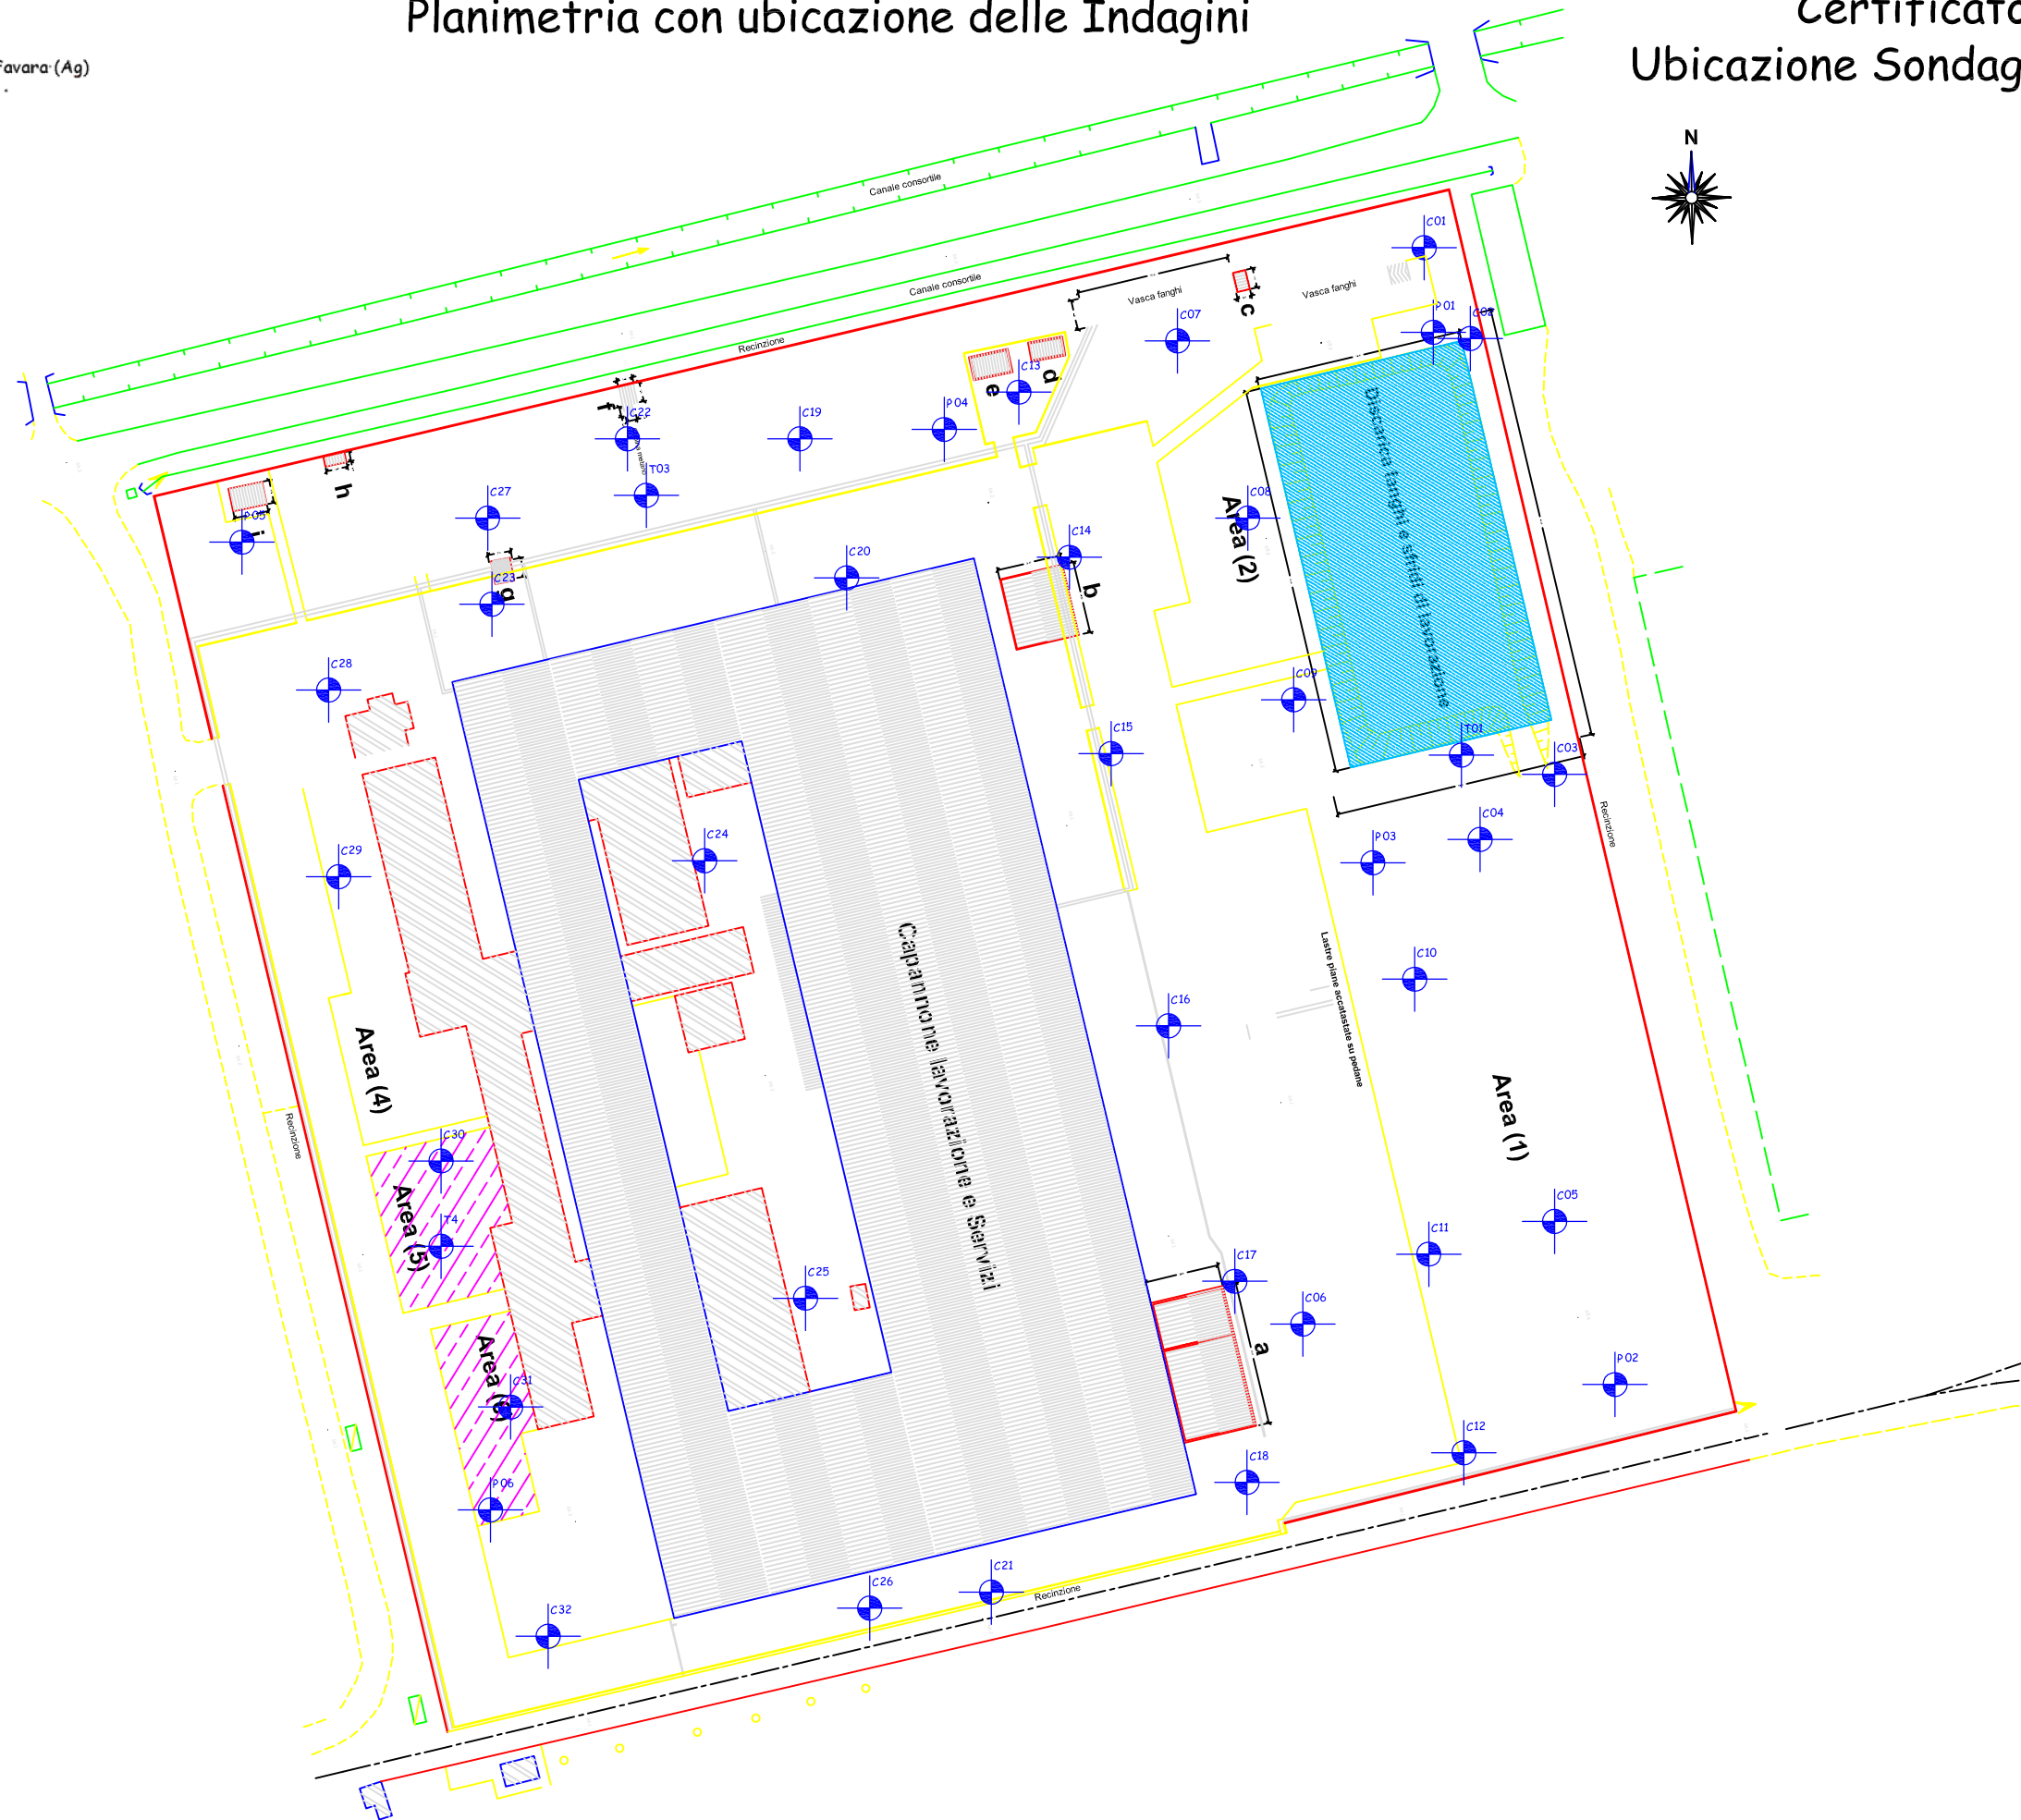 Planimetria con ubicazione delle Indagini
Certificato
Ubicazione Sondag
favara (Ag)
N
Canale consortile
Canale consortile
Recinzione
Vasca fanghi
Vasca fanghi
C01
P01
C02
C07
c
C13
d
e
P04
C19
f
C22
T03
C27
h
P05
i
C23
g
C20
C14
b
C08
Area (2)
Discarica fanghi e sfridi di lavorazione
C09
T01
C03
C15
C28
C29
C24
C04
P03
Recinzione
C10
C16
Lastre piane accatastate su pedane
Capannone lavorazione e Servizi
Area (1)
Area (4)
Recinzione
C30
Area (5)
T4
C05
C11
C17
C06
a
C25
Area (6)
C31
P02
C12
C18
P06
C21
C26
Recinzione
C32